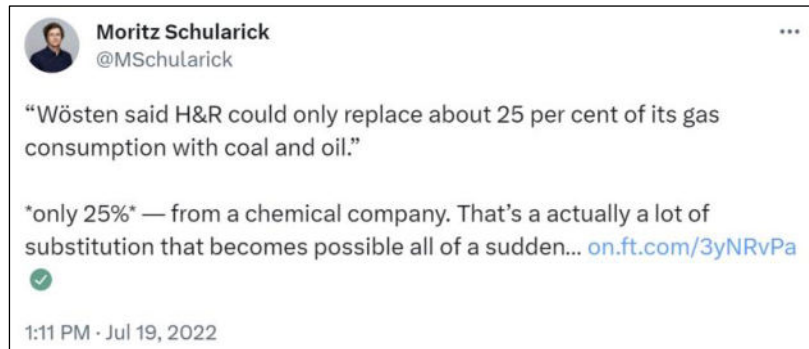 Moritz Schularick
@MSchularick
“Wösten said H&R could only replace about 25 per cent of its gas
consumption with coal and oil.”
*only 25%* — from a chemical company. That’s a actually a lot of
substitution that becomes possible all of a sudden... on.ft.com/3yNRvPa
1:11 PM · Jul 19, 2022